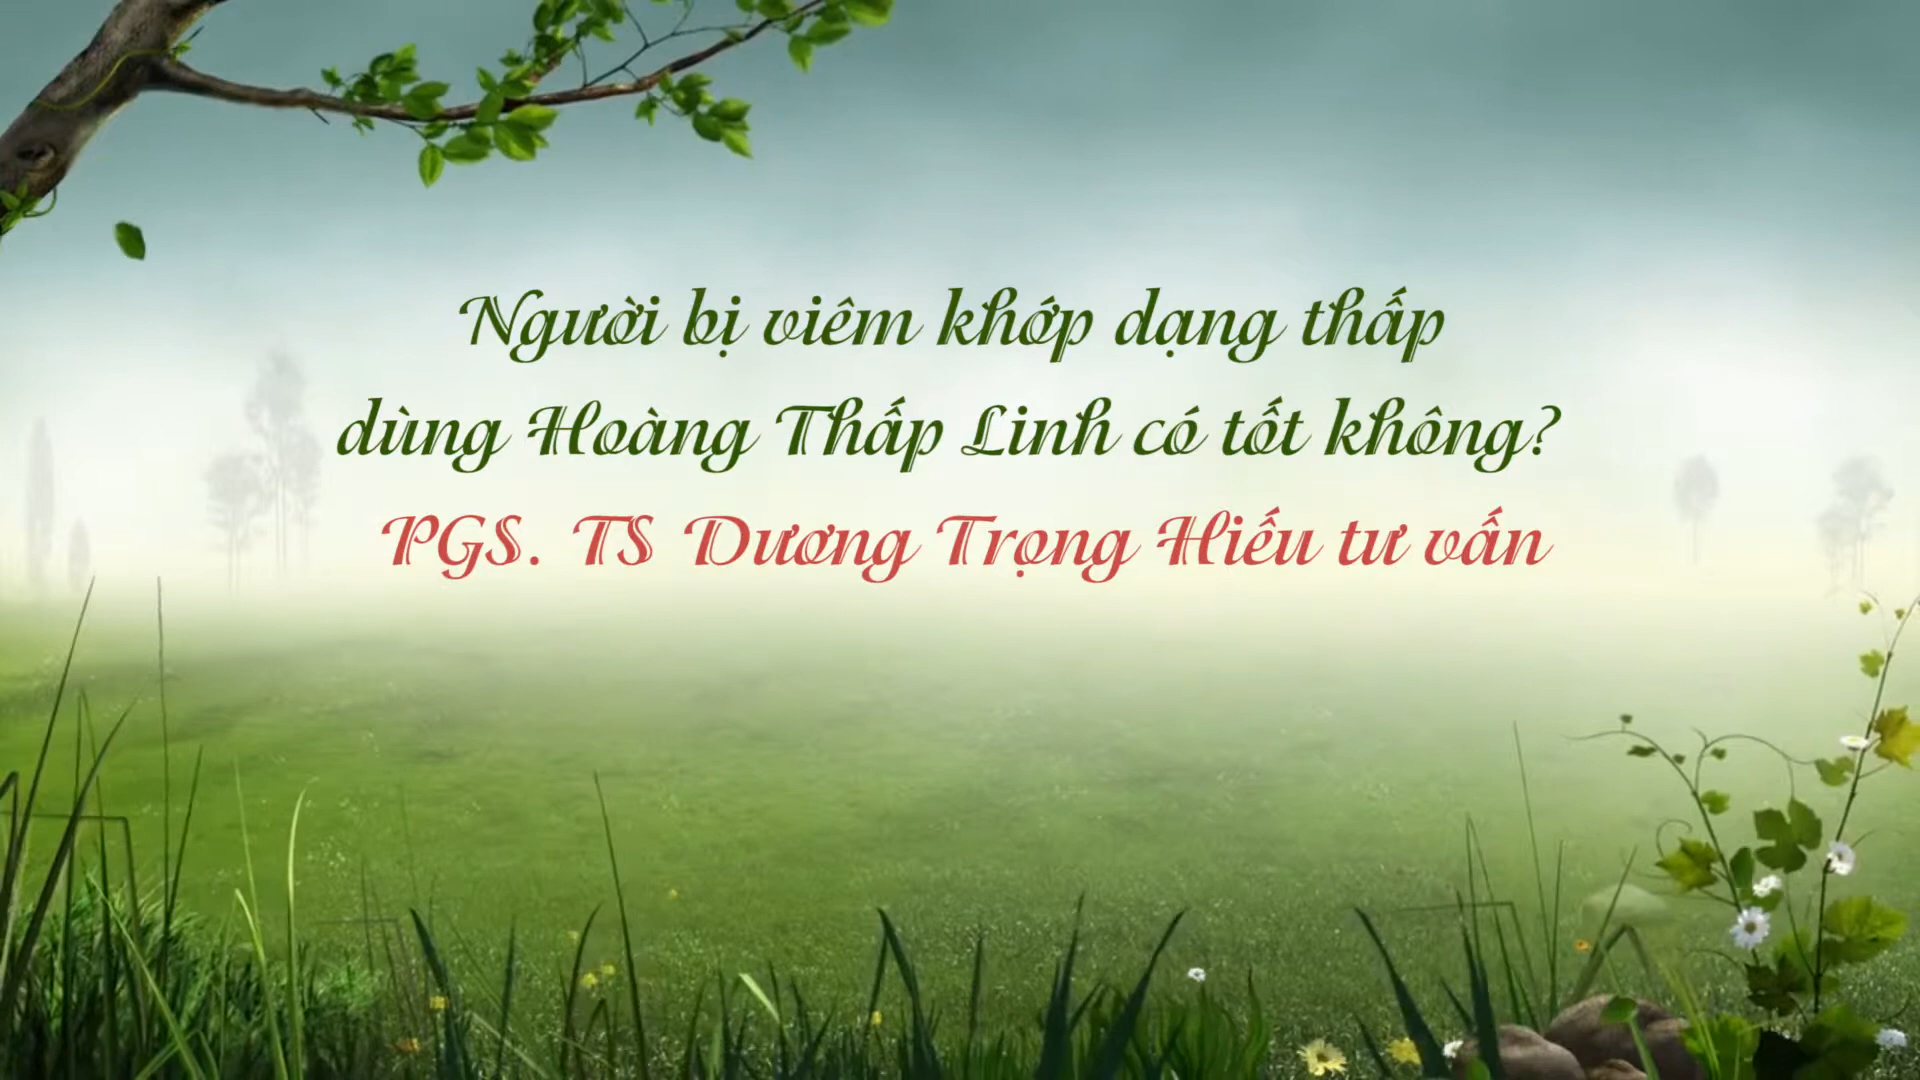 Người bị viêm khớp dạng thấp
dùng Hoàng Thấp Linh có tốt không?
PGS. TS Dương Trọng Hiếu tư vấn